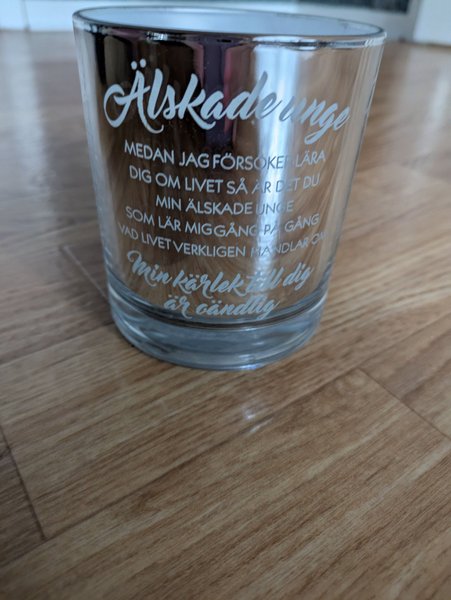 Älskade unge
MEDAN JAG FÖRSÖKER LÄRA
DIG OM LIVET SÅ ÄR DET DU
MIN ÄLSKADE UNGE
SOM LÄR MIG GÅNG PÅ GÅNG
VAD LIVET VERKLIGEN HANDLAR OM
Min kärlek till dig
är oändlig